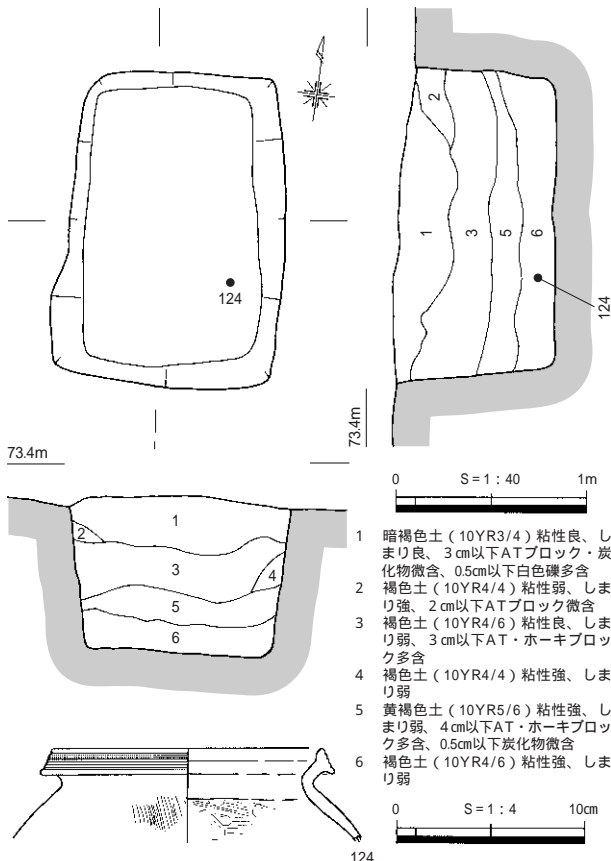 2
1
3
5
6
124
124
73.4m
73.4m
1
2
3
4
5
6
0 S=1:40 1m
1 暗褐色土（10YR3/4）粘性良、し
まり良、3㎝以下ATブロック・炭
化物微含、0.5㎝以下白色礫多含
2 褐色土（10YR4/4）粘性弱、しま
り強、2㎝以下ATブロック微含
3 褐色土（10YR4/6）粘性良、しま
り弱、3㎝以下AT・ホーキブロッ
ク多含
4 褐色土（10YR4/4）粘性強、しま
り弱
5 黄褐色土（10YR5/6）粘性強、し
まり弱、4㎝以下AT・ホーキブロッ
ク多含、0.5㎝以下炭化物微含
6 褐色土（10YR4/6）粘性強、しま
り弱
0 S=1:4 10cm
124